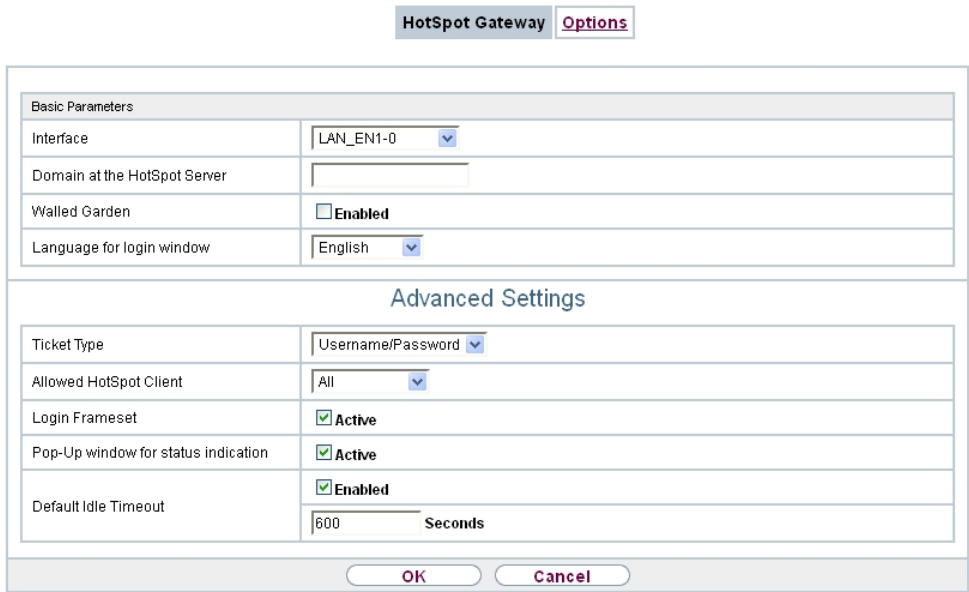 HotSpot Gateway Options
Basic Parameters
Interface LAN_EN1-0
Domain at the HotSpot Server
Walled Garden Enabled
Language for login window English
Advanced Settings
Ticket Type Username/Password
Allowed HotSpot Client All
Login Frameset Active
Pop-Up window for status indication Active
Default Idle Timeout Enabled
600 Seconds
OK Cancel